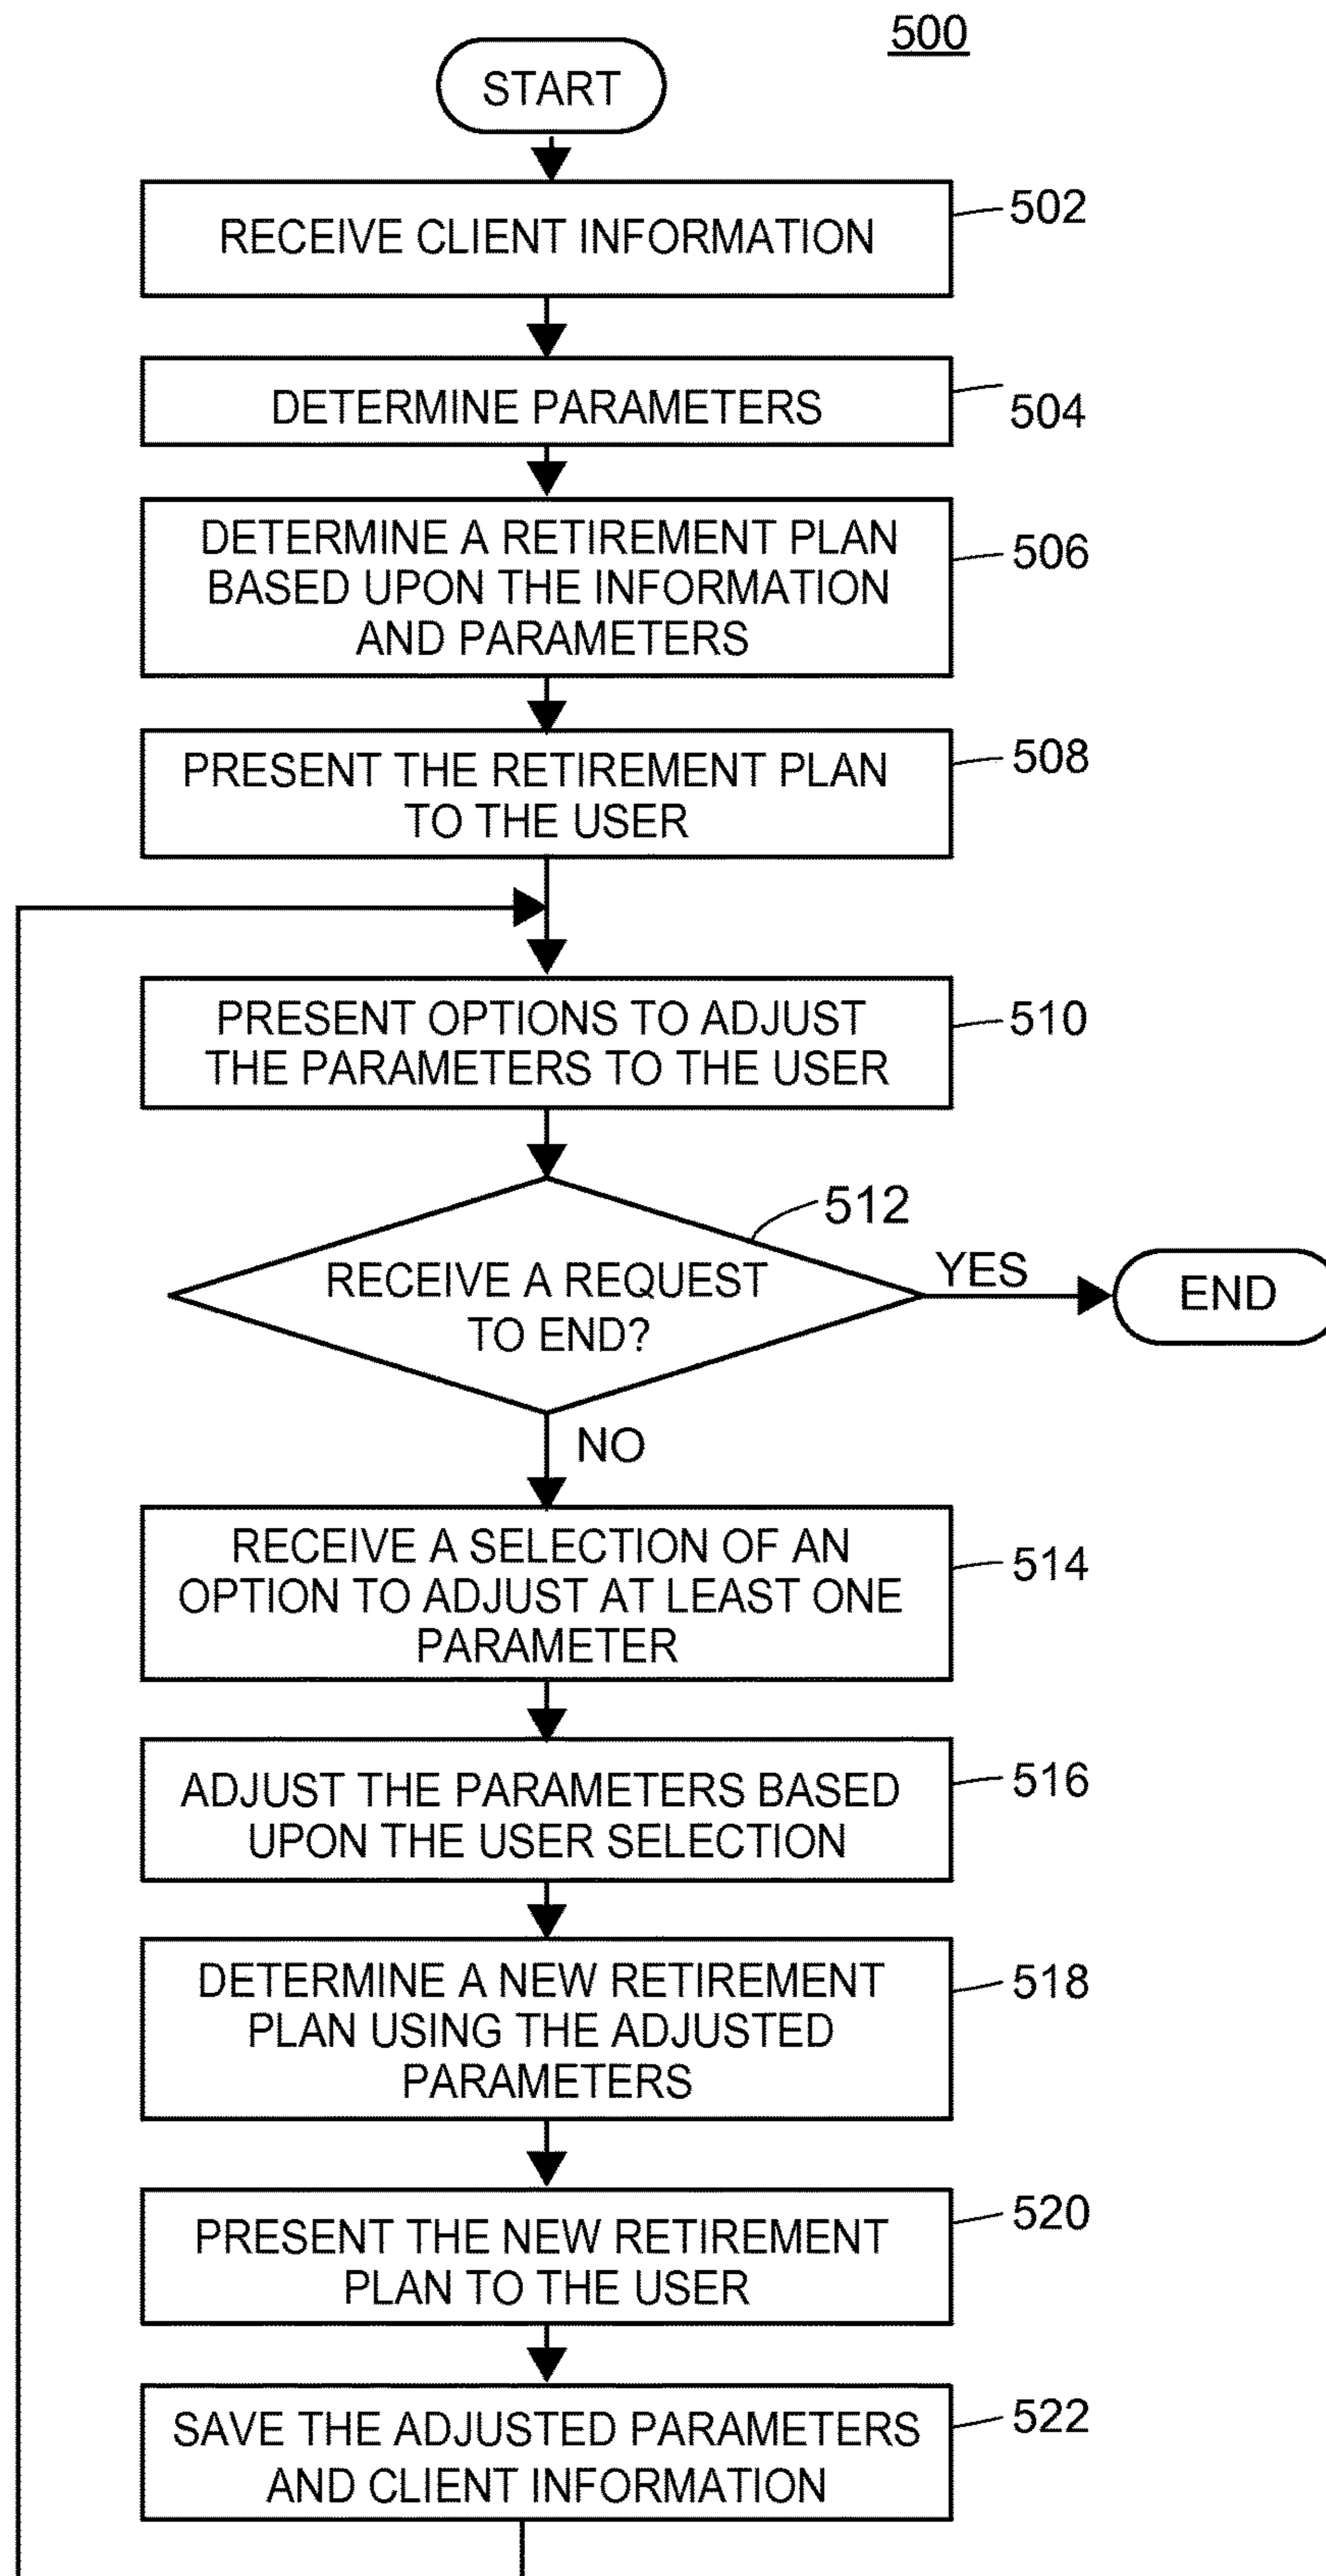 500
START
RECEIVE CLIENT INFORMATION
502
DETERMINE PARAMETERS
504
DETERMINE A RETIREMENT PLAN
BASED UPON THE INFORMATION
AND PARAMETERS
506
PRESENT THE RETIREMENT PLAN
TO THE USER
508
PRESENT OPTIONS TO ADJUST
THE PARAMETERS TO THE USER
510
512
RECEIVE A REQUEST
TO END?
YES
END
NO
RECEIVE A SELECTION OF AN
OPTION TO ADJUST AT LEAST ONE
PARAMETER
514
ADJUST THE PARAMETERS BASED
UPON THE USER SELECTION
516
DETERMINE A NEW RETIREMENT
PLAN USING THE ADJUSTED
PARAMETERS
518
PRESENT THE NEW RETIREMENT
PLAN TO THE USER
520
SAVE THE ADJUSTED PARAMETERS
AND CLIENT INFORMATION
522